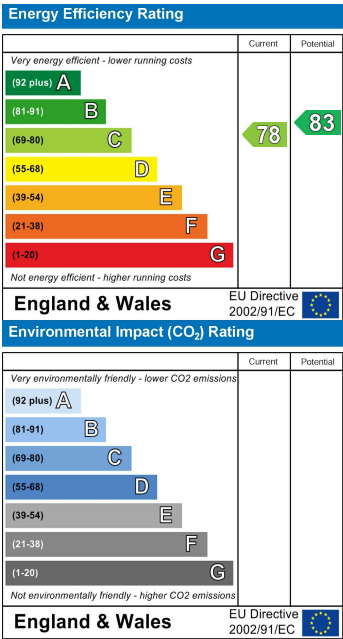 Energy Efficiency Rating
Current Potential
Very energy efficient - lower running costs
(92 plus) A
(81-91) B
(69-80) C
(55-68) D
(39-54) E
(21-38) F
(1-20) G
78
83
Not energy efficient - higher running costs
England & Wales
EU Directive
2002/91/EC
Environmental Impact (CO₂) Rating
Current Potential
Very environmentally friendly - lower CO2 emissions
(92 plus) A
(81-91) B
(69-80) C
(55-68) D
(39-54) E
(21-38) F
(1-20) G
Not environmentally friendly - higher CO2 emissions
England & Wales
EU Directive
2002/91/EC